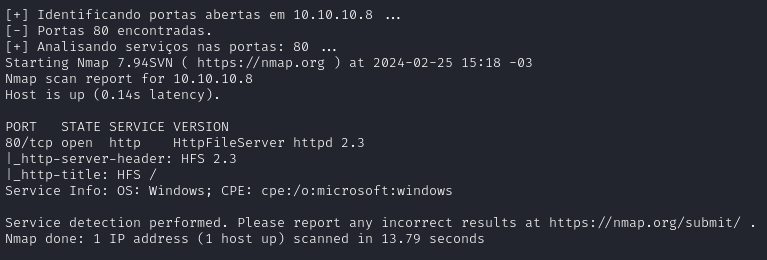 [+] Identificando portas abertas em 10.10.10.8 ...
[-] Portas 80 encontradas.
[+] Analisando serviços nas portas: 80 ...
Starting Nmap 7.94SVN ( https://nmap.org ) at 2024-02-25 15:18 -03
Nmap scan report for 10.10.10.8
Host is up (0.14s latency).

PORT   STATE SERVICE VERSION
80/tcp open  http    HttpFileServer httpd 2.3
|_http-server-header: HFS 2.3
|_http-title: HFS /
Service Info: OS: Windows; CPE: cpe:/o:microsoft:windows

Service detection performed. Please report any incorrect results at https://nmap.org/submit/ .
Nmap done: 1 IP address (1 host up) scanned in 13.79 seconds